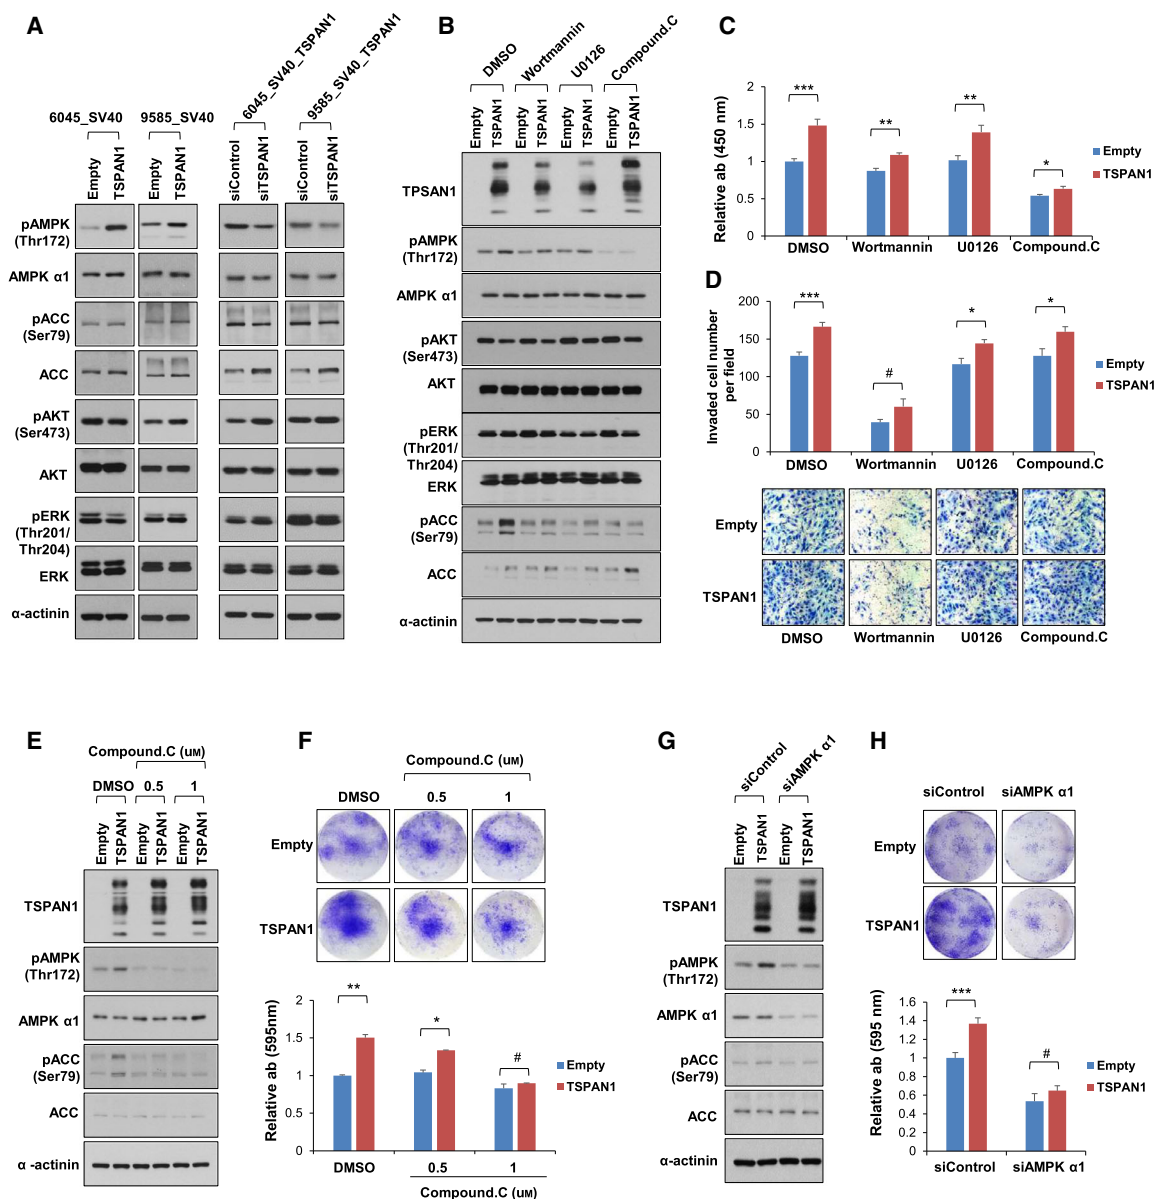 A
6045_SV40
9585_SV40
6045_SV40_TSPAN1
9585_SV40_TSPAN1
Empty
TSPAN1
Empty
TSPAN1
siControl
siTSPAN1
siControl
siTSPAN1
pAMPK
(Thr172)
AMPK α1
pACC
(Ser79)
ACC
pAKT
(Ser473)
AKT
pERK
(Thr201/
Thr204)
ERK
α-actinin
B
DMSO
Wortmannin
U0126
Compound.C
Empty
TSPAN1
Empty
TSPAN1
Empty
TSPAN1
Empty
TSPAN1
TPSAN1
pAMPK
(Thr172)
AMPK α1
pAKT
(Ser473)
AKT
pERK
(Thr201/
Thr204)
ERK
pACC
(Ser79)
ACC
α-actinin
C
Relative ab (450 nm)
2
1.5
1
0.5
0
***
**
**
*
DMSO
Wortmannin
U0126
Compound.C
Empty
TSPAN1
D
Invaded cell number
per field
200
150
100
50
0
***
#
*
*
DMSO
Wortmannin
U0126
Compound.C
Empty
TSPAN1
Empty
TSPAN1
DMSO
Wortmannin
U0126
Compound.C
E
Compound.C (uM)
DMSO
0.5
1
Empty
TSPAN1
Empty
TSPAN1
Empty
TSPAN1
TSPAN1
pAMPK
(Thr172)
AMPK α1
pACC
(Ser79)
ACC
α -actinin
F
Compound.C (uM)
DMSO
0.5
1
Empty
TSPAN1
Relative ab (595nm)
2
1.5
1
0.5
0
**
*
#
Empty
TSPAN1
DMSO
0.5
1
Compound.C (uM)
G
siControl
siAMPK α1
Empty
TSPAN1
Empty
TSPAN1
TSPAN1
pAMPK
(Thr172)
AMPK α1
pACC
(Ser79)
ACC
α-actinin
H
siControl
siAMPK α1
Empty
TSPAN1
Relative ab (595 nm)
1.6
1.4
1.2
1
0.8
0.6
0.4
0.2
0
***
#
Empty
TSPAN1
siControl
siAMPK α1